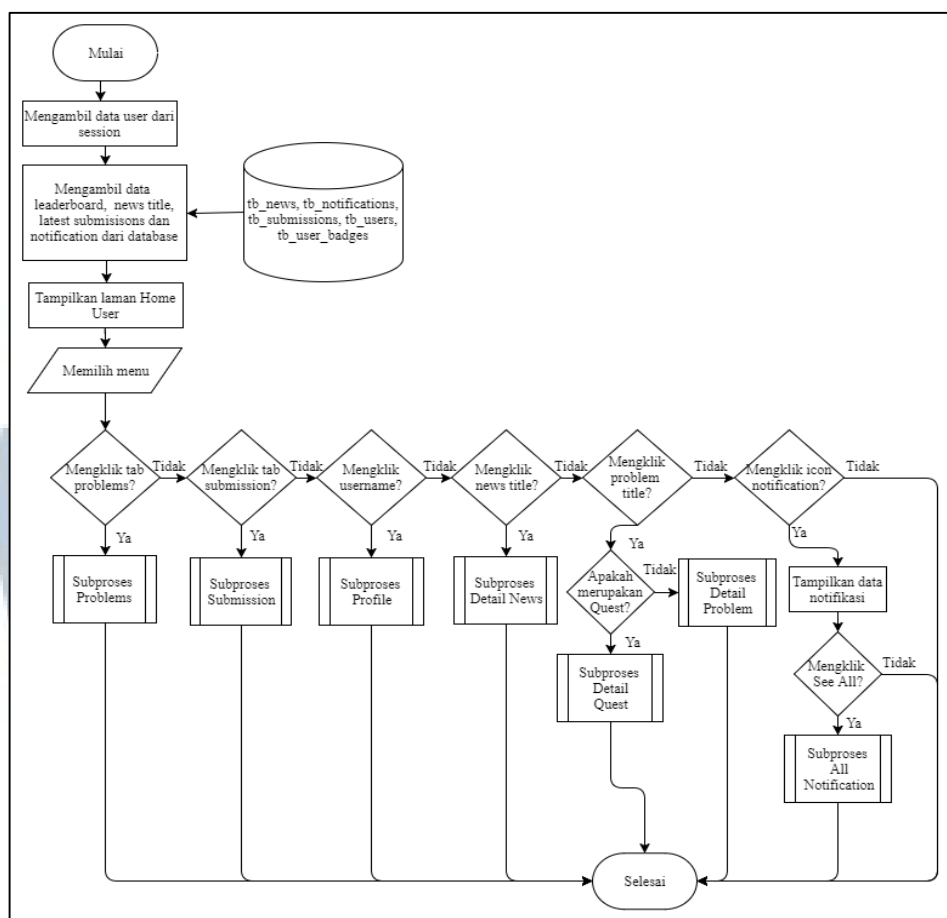 Mulai
Mengambil data user dari
session
Mengambil data
leaderboard, news title,
latest submisisons dan
notification dari database
tb_news, tb_notifications,
tb_submissions, tb_users,
tb_user_badges
Tampilkan laman Home
User
Memilih menu
Mengklik tab
problems?
Tidak
Mengklik tab
submission?
Tidak
Mengklik
username?
Tidak
Mengklik
news title?
Tidak
Mengklik
problem
title?
Tidak
Mengklik icon
notification?
Tidak
Ya
Ya
Ya
Ya
Ya
Ya
Subproses
Problems
Subproses
Submission
Subproses
Profile
Subproses
Detail News
Apakah
merupakan
Quest?
Tidak
Subproses
Detail
Problem
Tampilkan data
notifikasi
Ya
Subproses
Detail
Quest
Mengklik
See All?
Tidak
Ya
Subproses
All
Notification
Selesai